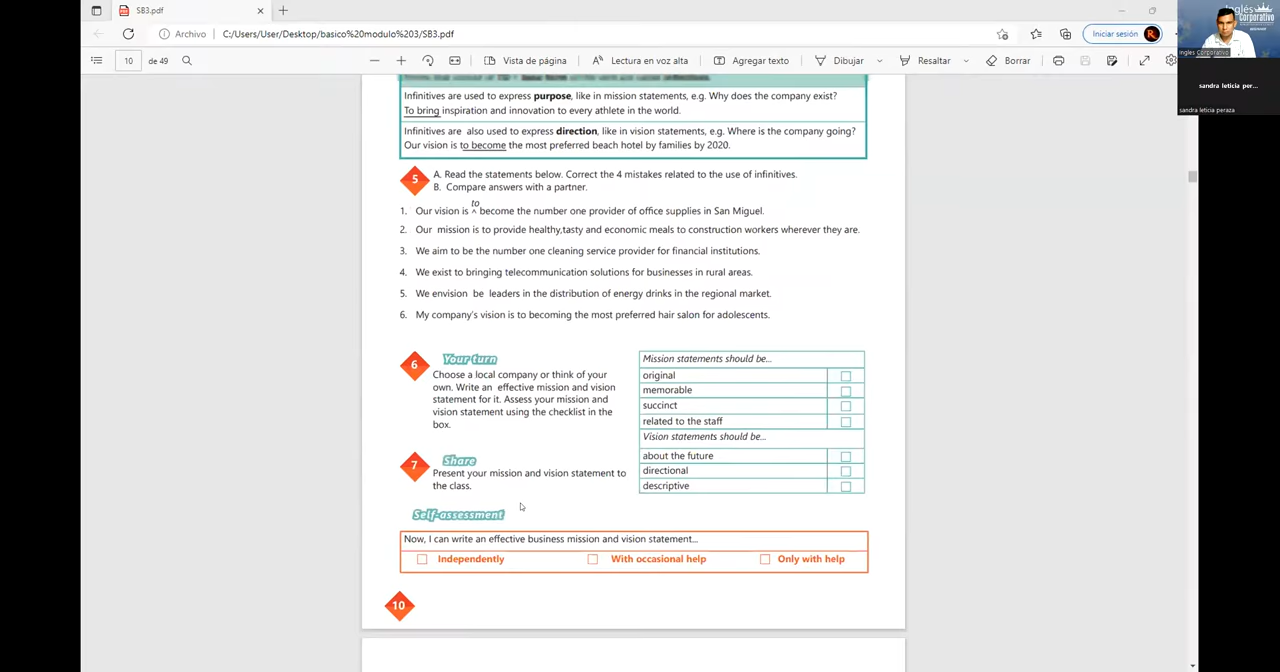 SB3.pdf
Archivo
C:/Users/User/Desktop/basico%20modulo%203/SB3.pdf
Iniciar sesión
R
10
de 49
Vista de página
Lectura en voz alta
Agregar texto
Dibujar
Resaltar
Borrar
Inglés
Corporativo
Inglés Corporativo
sandra leticia per...
sandra leticia peraza
Infinitives are used to express purpose, like in mission statements, e.g. Why does the company exist?
To bring inspiration and innovation to every athlete in the world.
Infinitives are also used to express direction, like in vision statements, e.g. Where is the company going?
Our vision is to become the most preferred beach hotel by families by 2020.
5
A. Read the statements below. Correct the 4 mistakes related to the use of infinitives.
B. Compare answers with a partner.
to
1. Our vision is ^ become the number one provider of office supplies in San Miguel.
2. Our mission is to provide healthy,tasty and economic meals to construction workers wherever they are.
3. We aim to be the number one cleaning service provider for financial institutions.
4. We exist to bringing telecommunication solutions for businesses in rural areas.
5. We envision be leaders in the distribution of energy drinks in the regional market.
6. My company's vision is to becoming the most preferred hair salon for adolescents.
6
Your turn
Choose a local company or think of your
own. Write an effective mission and vision
statement for it. Assess your mission and
vision statement using the checklist in the
box.
Mission statements should be...
original
memorable
succinct
related to the staff
Vision statements should be...
about the future
directional
descriptive
7
Share
Present your mission and vision statement to
the class.
Self-assessment
Now, I can write an effective business mission and vision statement...
Independently
With occasional help
Only with help
10